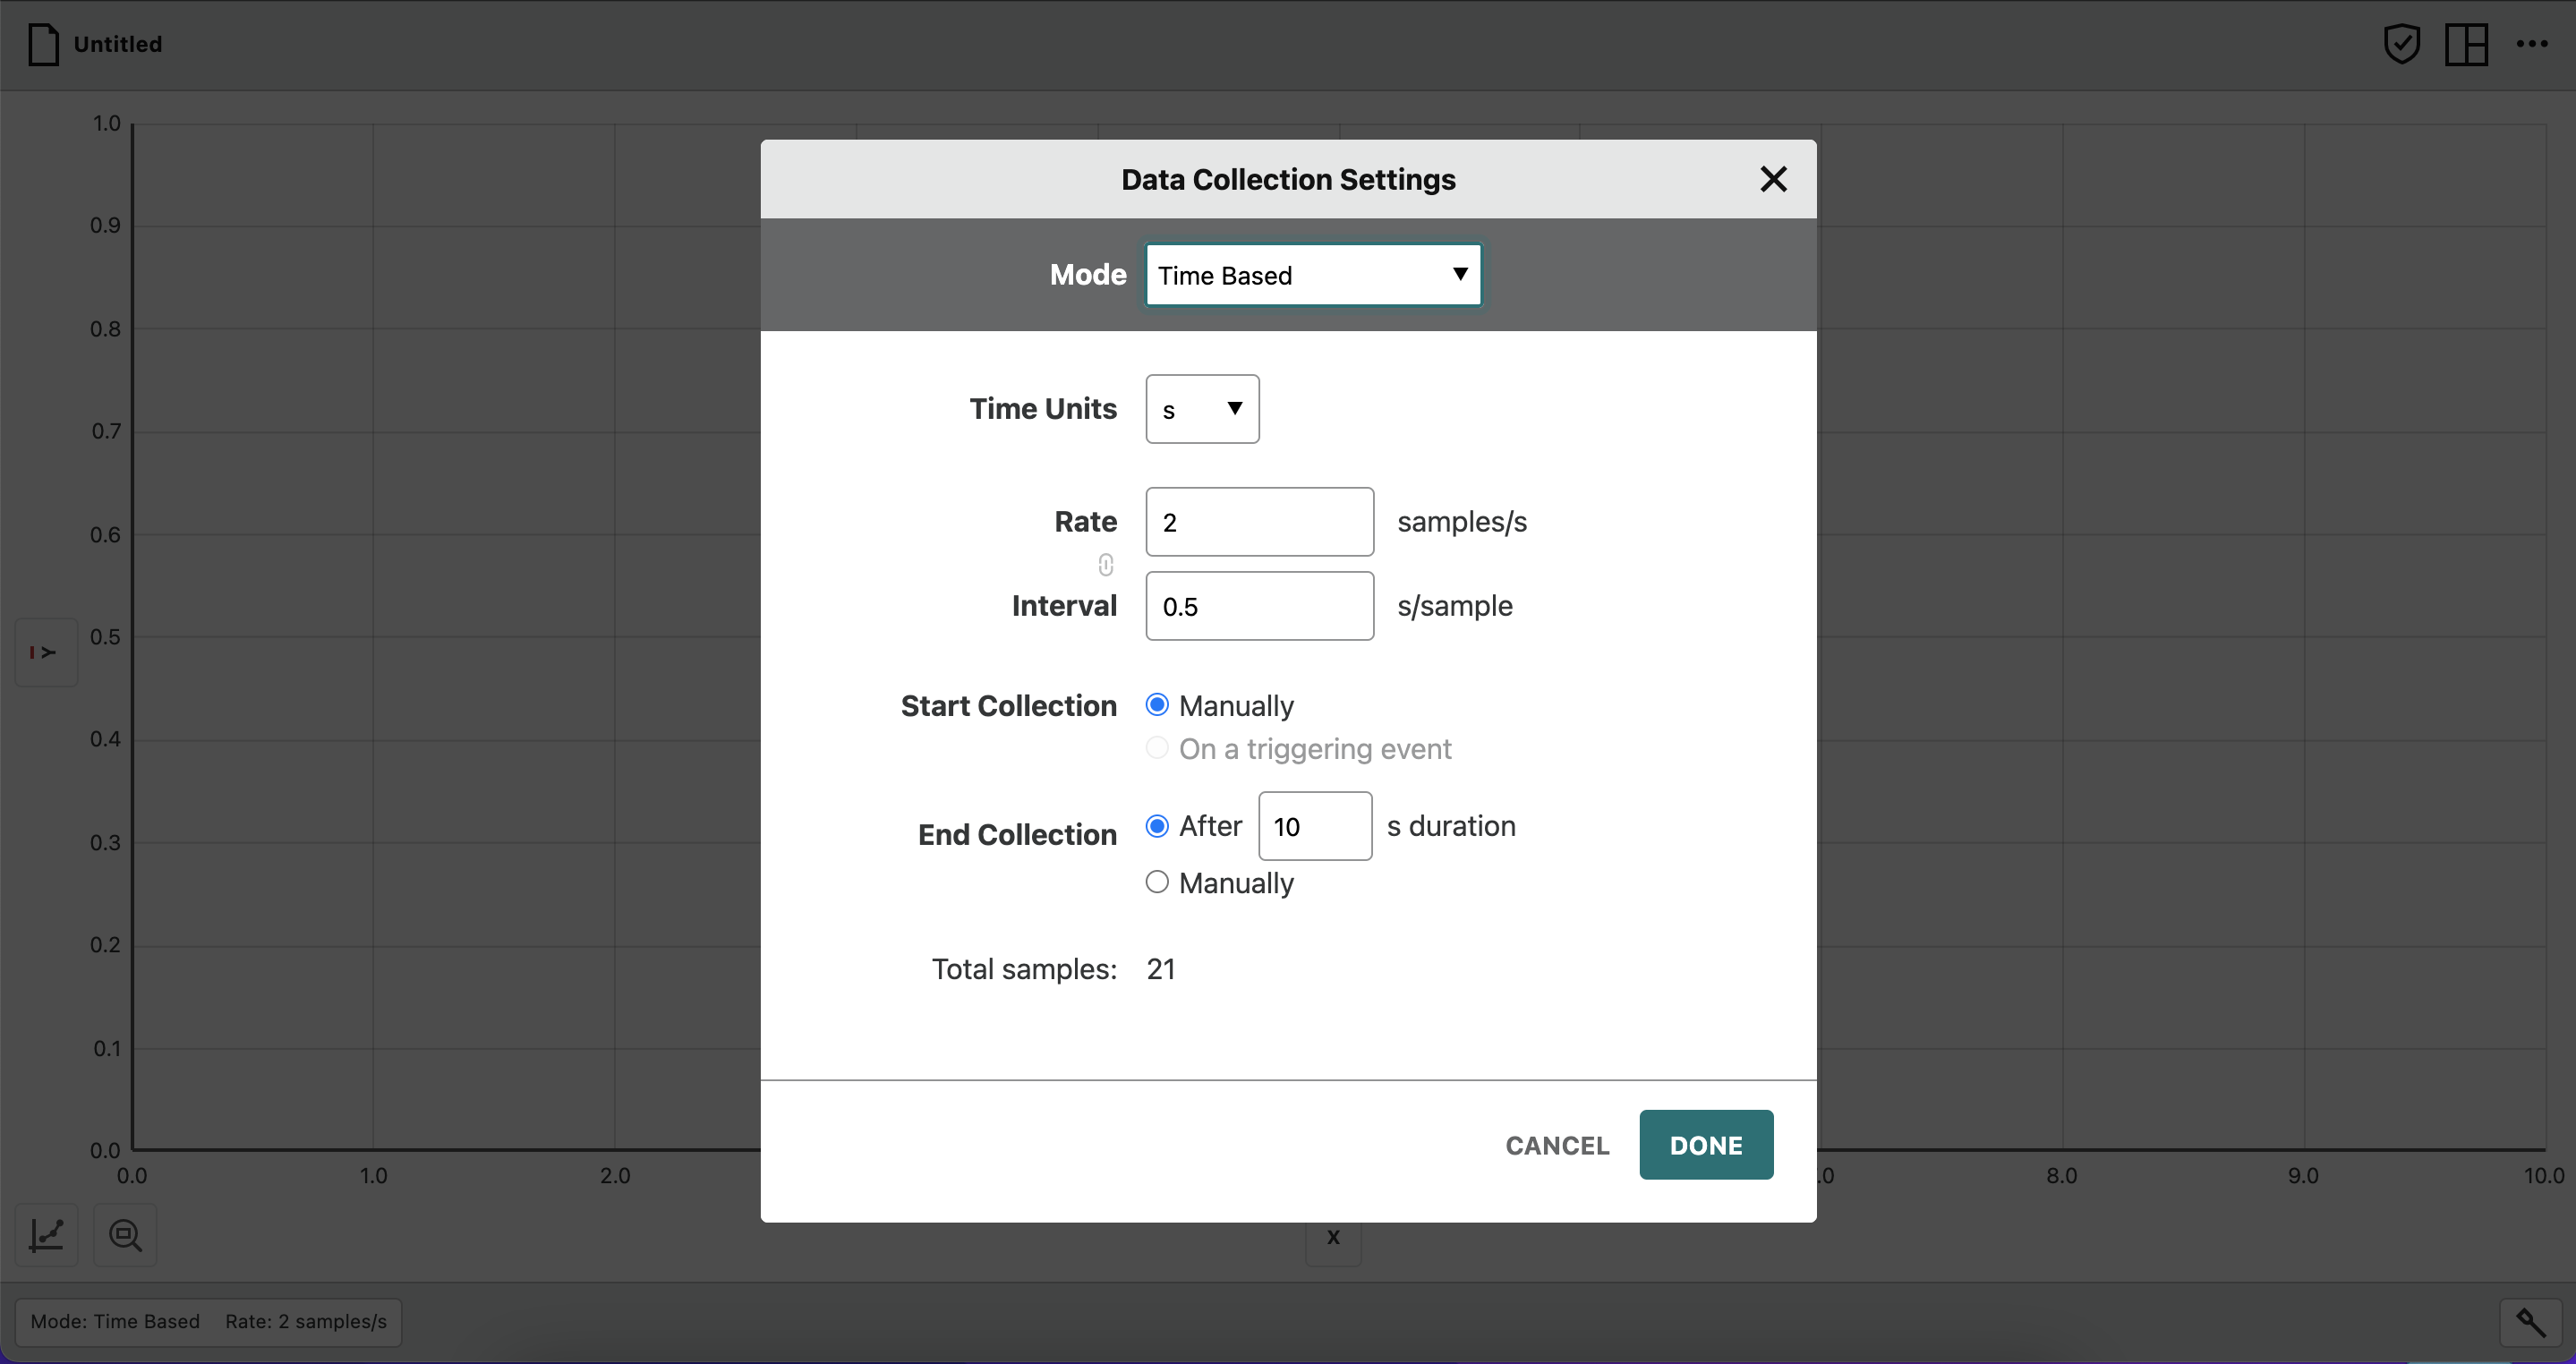 Untitled
Data Collection Settings
Mode Time Based
Time Units s
Rate 2 samples/s
Interval 0.5 s/sample
Start Collection Manually
On a triggering event
End Collection After 10 s duration
Manually
Total samples: 21
CANCEL DONE
1.0
0.9
0.8
0.7
0.6
0.5
0.4
0.3
0.2
0.1
0.0
Y
0.0 1.0 2.0 .0 8.0 9.0 10.0
X
Mode: Time Based Rate: 2 samples/s